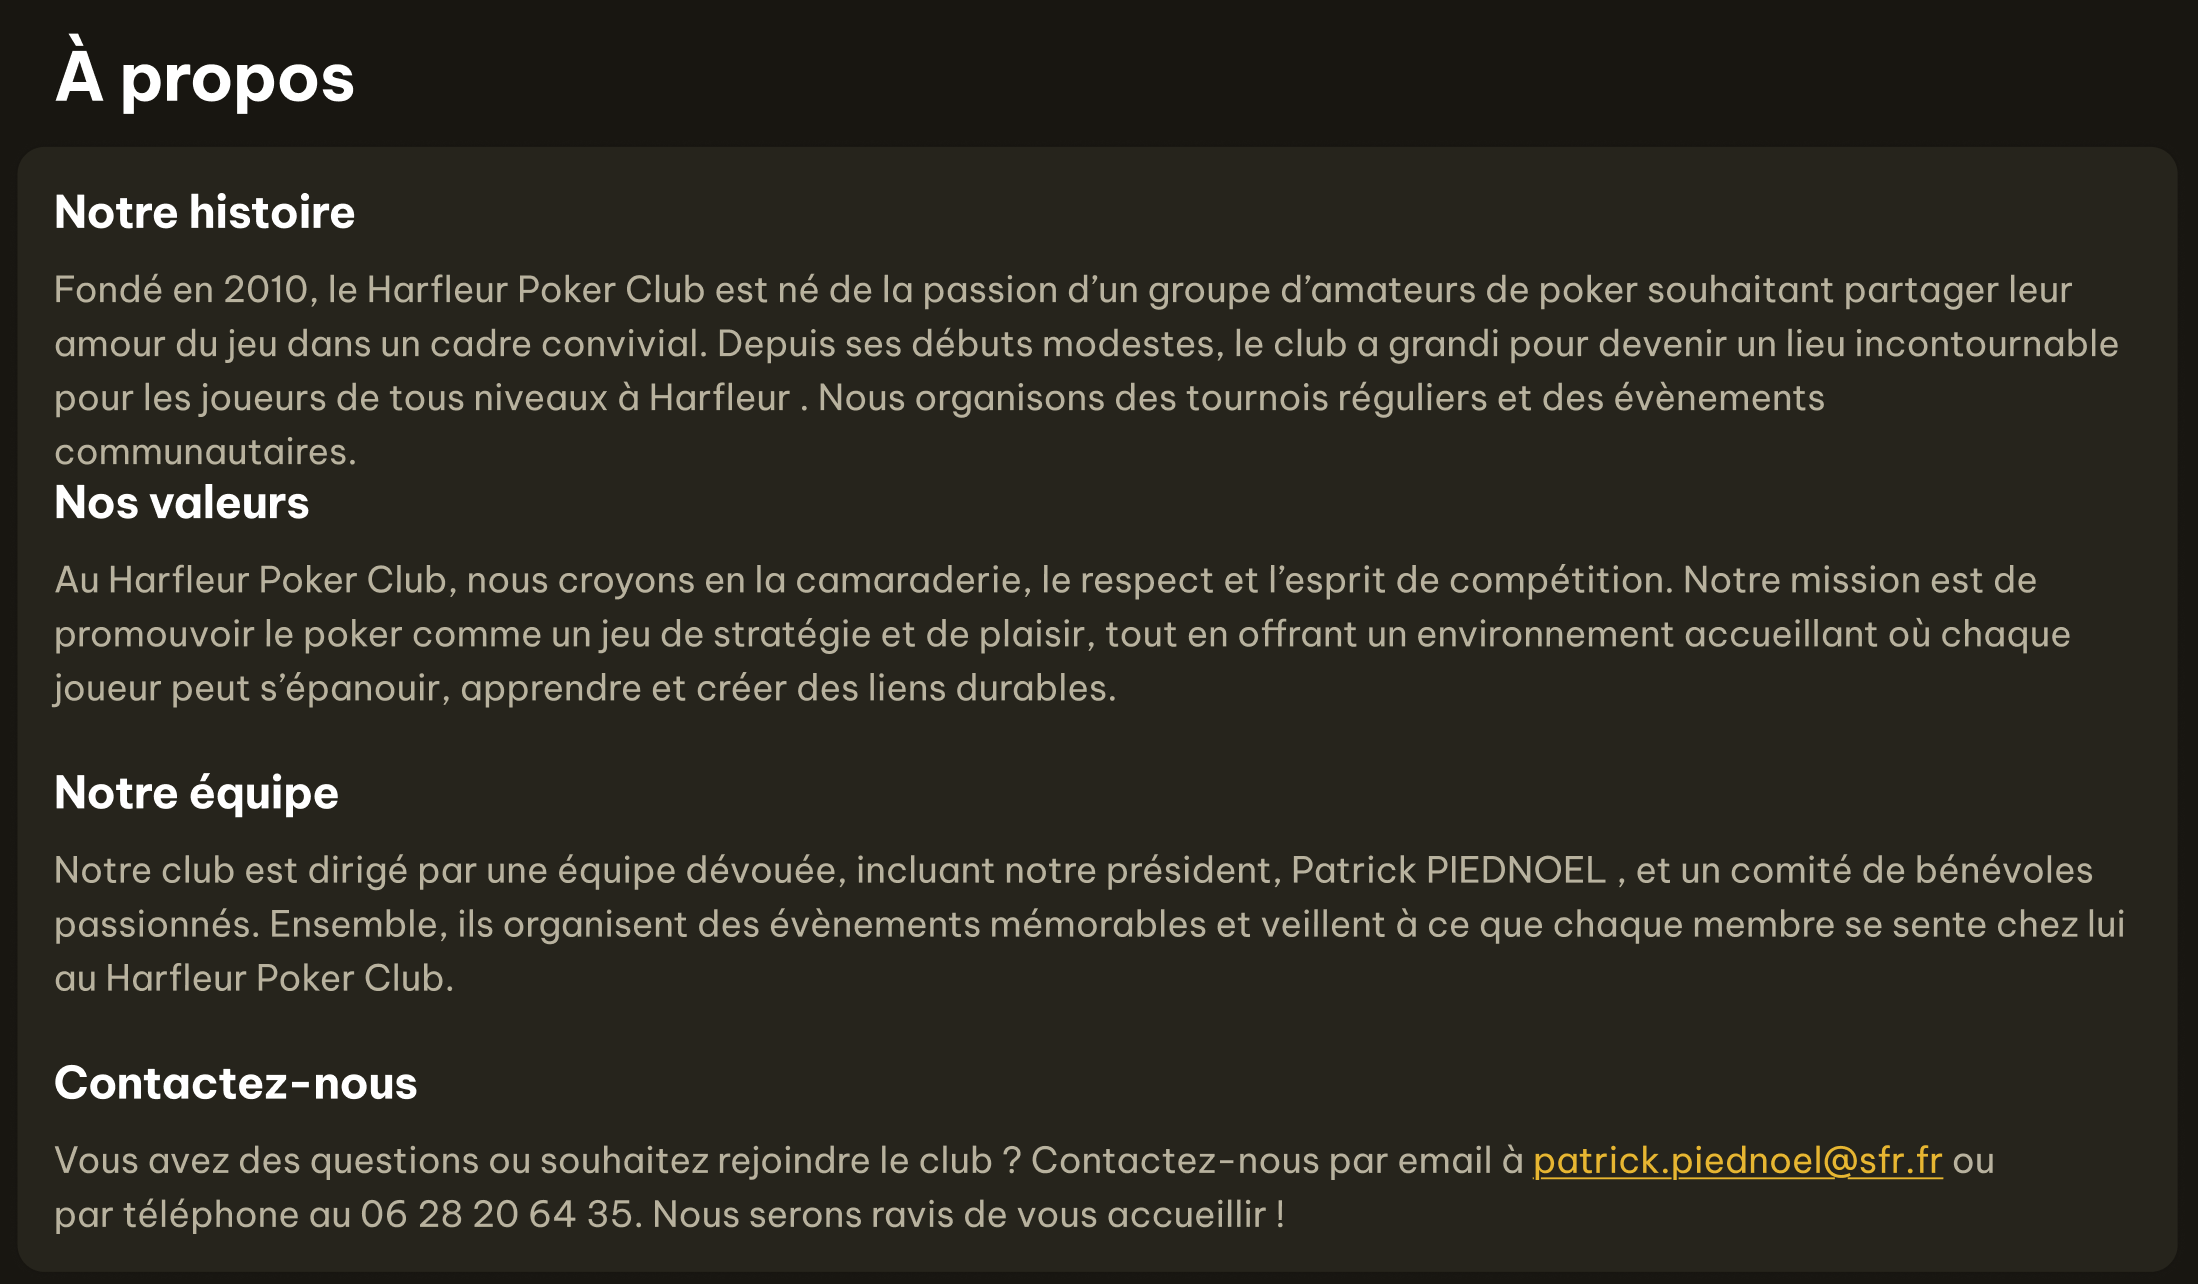 À propos
Notre histoire
Fondé en 2010, le Harfleur Poker Club est né de la passion d’un groupe d’amateurs de poker souhaitant partager leur
amour du jeu dans un cadre convivial. Depuis ses débuts modestes, le club a grandi pour devenir un lieu incontournable
pour les joueurs de tous niveaux à Harfleur . Nous organisons des tournois réguliers et des évènements
communautaires.
Nos valeurs
Au Harfleur Poker Club, nous croyons en la camaraderie, le respect et l’esprit de compétition. Notre mission est de
promouvoir le poker comme un jeu de stratégie et de plaisir, tout en offrant un environnement accueillant où chaque
joueur peut s’épanouir, apprendre et créer des liens durables.
Notre équipe
Notre club est dirigé par une équipe dévouée, incluant notre président, Patrick PIEDNOEL , et un comité de bénévoles
passionnés. Ensemble, ils organisent des évènements mémorables et veillent à ce que chaque membre se sente chez lui
au Harfleur Poker Club.
Contactez-nous
Vous avez des questions ou souhaitez rejoindre le club ? Contactez-nous par email à patrick.piednoel@sfr.fr ou
par téléphone au 06 28 20 64 35. Nous serons ravis de vous accueillir !